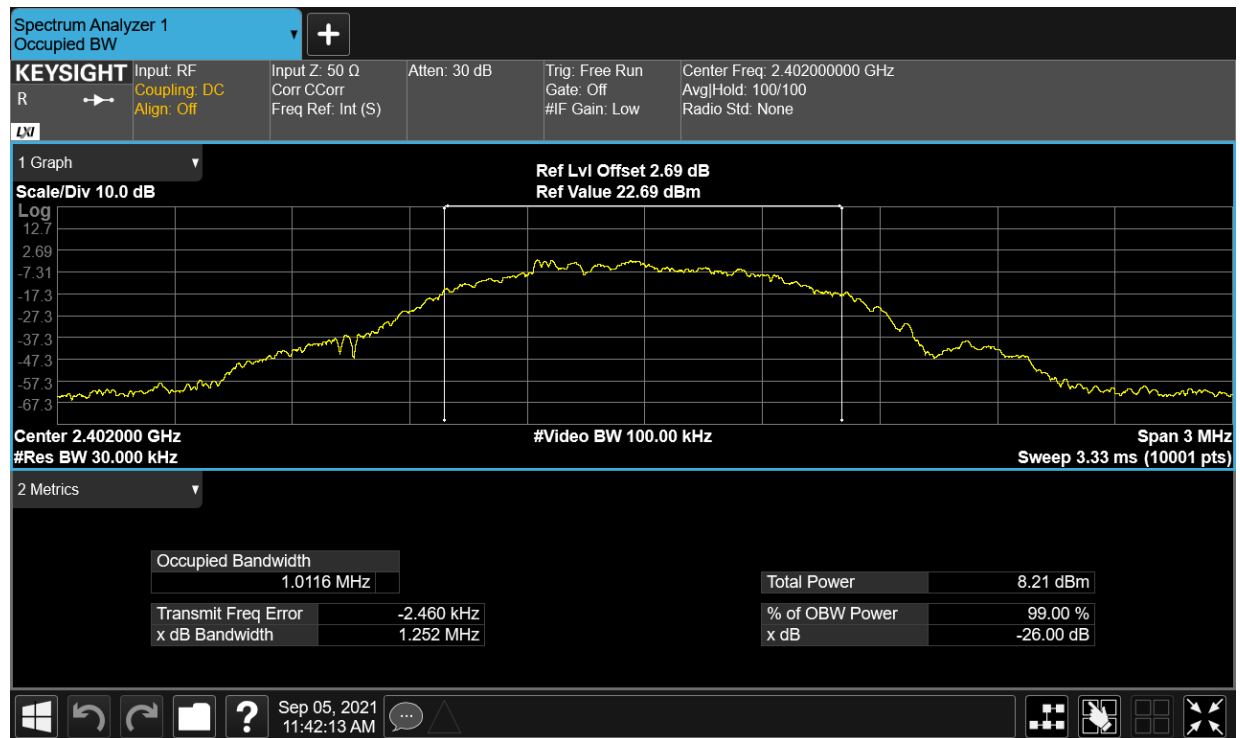 Spectrum Analyzer 1
Occupied BW
KEYSIGHT
R
LXI
Input: RF
Coupling: DC
Align: Off
Input Z: 50 Ω
Corr CCorr
Freq Ref: Int (S)
Atten: 30 dB
Trig: Free Run
Gate: Off
#IF Gain: Low
Center Freq: 2.402000000 GHz
Avg|Hold: 100/100
Radio Std: None
1 Graph
Scale/Div 10.0 dB
Ref Lvl Offset 2.69 dB
Ref Value 22.69 dBm
Log
12.7
2.69
-7.31
-17.3
-27.3
-37.3
-47.3
-57.3
-67.3
Center 2.402000 GHz
#Video BW 100.00 kHz
Span 3 MHz
#Res BW 30.000 kHz
Sweep 3.33 ms (10001 pts)
2 Metrics
Occupied Bandwidth
1.0116 MHz
Total Power 8.21 dBm
Transmit Freq Error -2.460 kHz
% of OBW Power 99.00 %
x dB Bandwidth 1.252 MHz
x dB -26.00 dB
?
Sep 05, 2021
11:42:13 AM